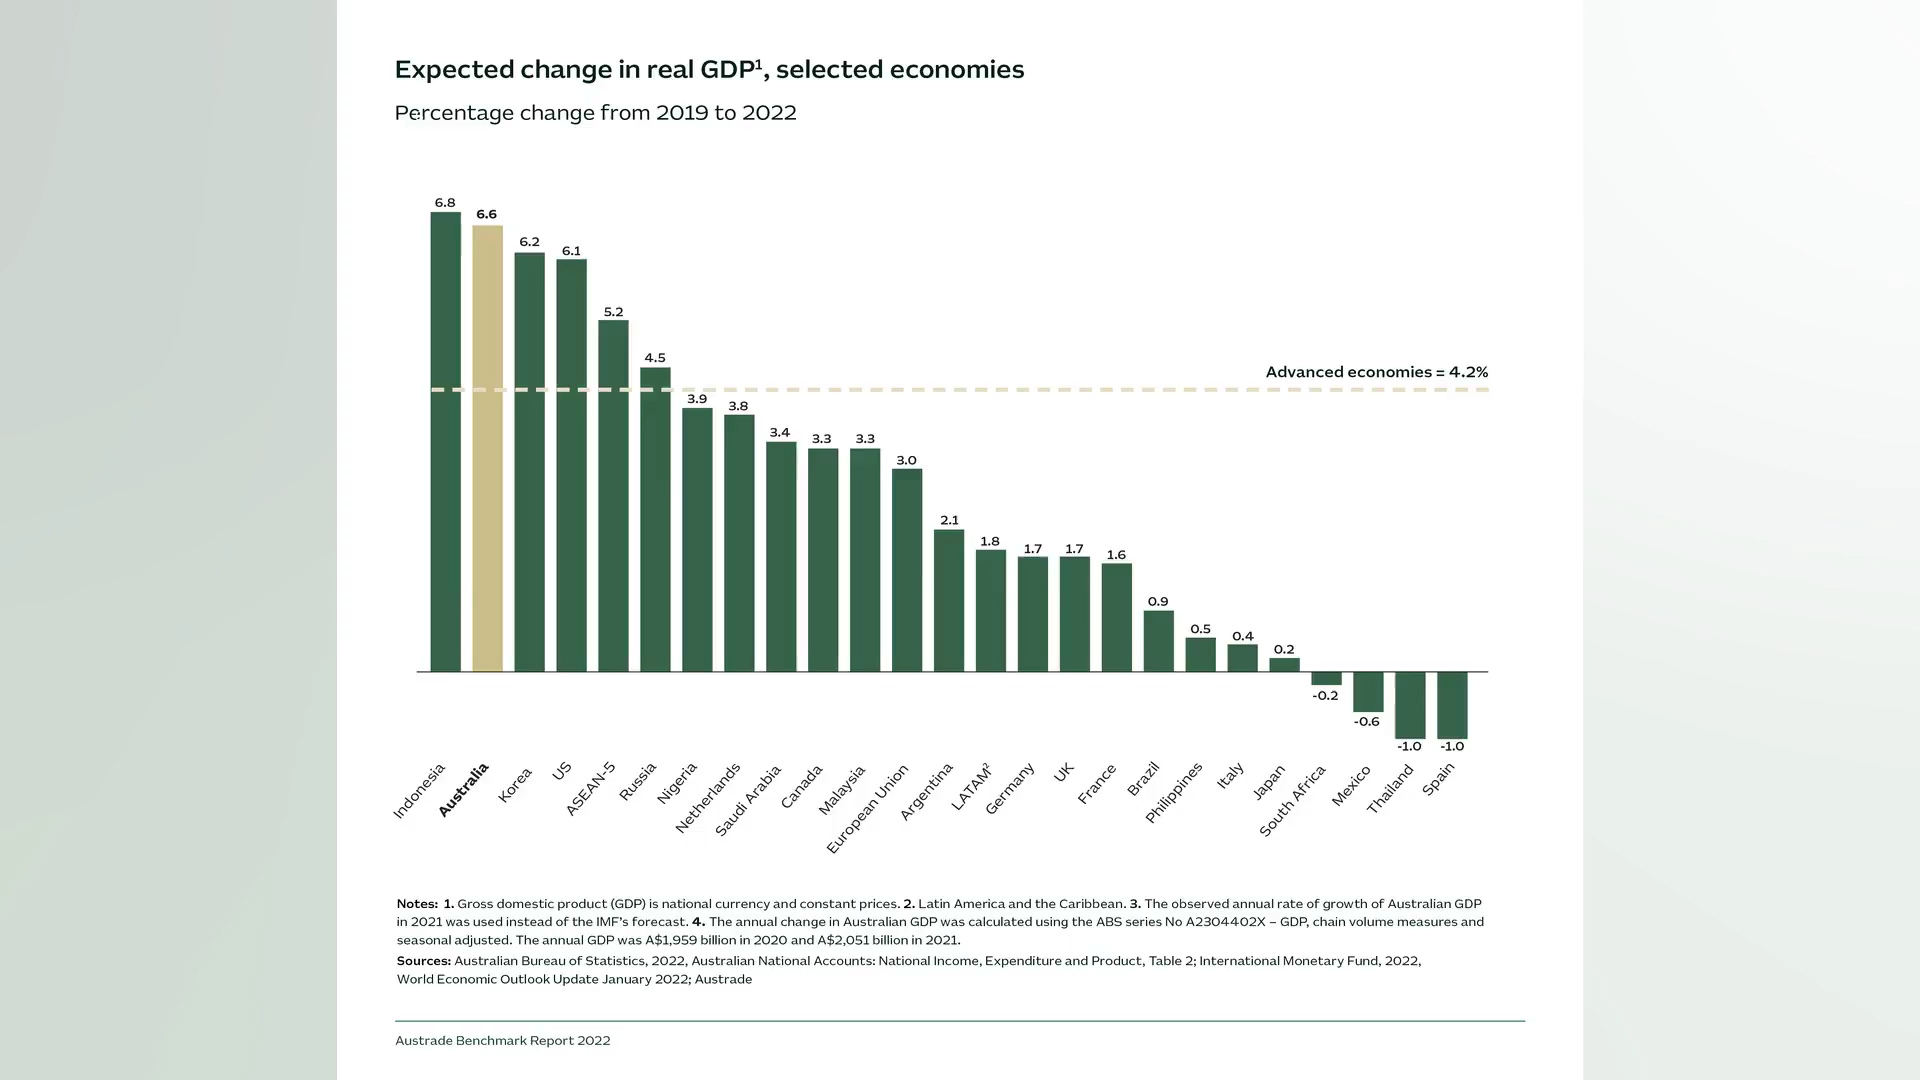 Expected change in real GDP¹, selected economies
Percentage change from 2019 to 2022
6.8
6.6
6.2
6.1
5.2
4.5
3.9
3.8
3.4
3.3
3.3
3.0
2.1
1.8
1.7
1.7
1.6
0.9
0.5
0.4
0.2
-0.2
-0.6
-1.0
-1.0
Advanced economies = 4.2%
Indonesia
Australia
Korea
US
ASEAN-5
Russia
Nigeria
Netherlands
Saudi Arabia
Canada
Malaysia
European Union
Argentina
LATAM²
Germany
UK
France
Brazil
Philippines
Italy
Japan
South Africa
Mexico
Thailand
Spain
Notes: 1. Gross domestic product (GDP) is national currency and constant prices. 2. Latin America and the Caribbean. 3. The observed annual rate of growth of Australian GDP
in 2021 was used instead of the IMF's forecast. 4. The annual change in Australian GDP was calculated using the ABS series No A2304402X – GDP, chain volume measures and
seasonal adjusted. The annual GDP was A$1,959 billion in 2020 and A$2,051 billion in 2021.
Sources: Australian Bureau of Statistics, 2022, Australian National Accounts: National Income, Expenditure and Product, Table 2; International Monetary Fund, 2022,
World Economic Outlook Update January 2022; Austrade
Austrade Benchmark Report 2022